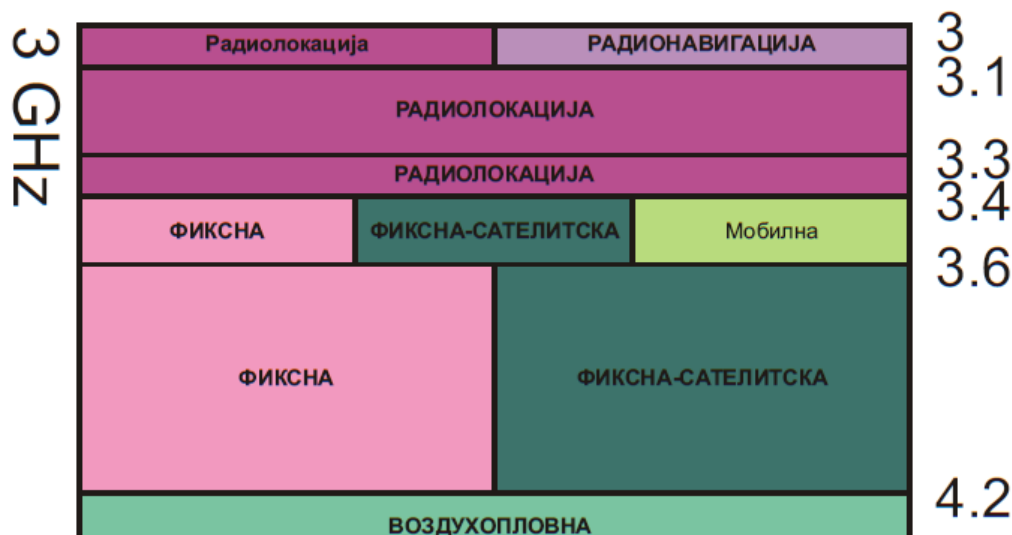 3 GHz
Радиолокација РАДИОНАВИГАЦИЈА 3
3.1
РАДИОЛОКАЦИЈА
3.3
РАДИОЛОКАЦИЈА
3.4
ФИКСНА ФИКСНА-САТЕЛИТСКА Мобилна
3.6
ФИКСНА ФИКСНА-САТЕЛИТСКА
4.2
ВОЗДУХОПЛОВНА